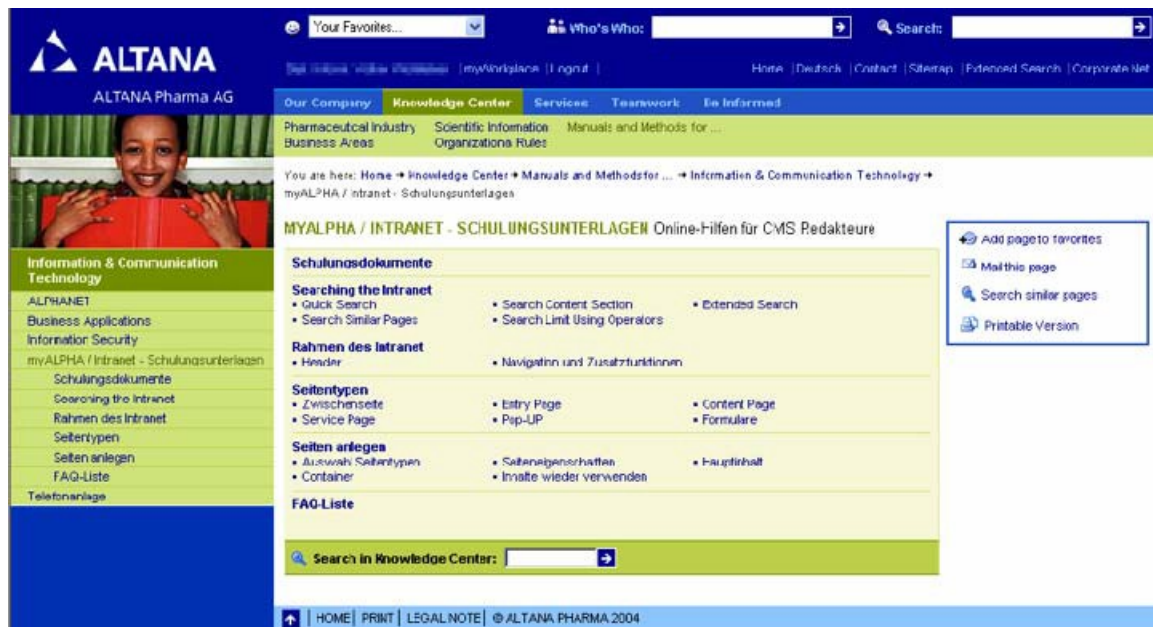 ALTANA
ALTANA Pharma AG
Your Favorites...
Who's Who:
Search:
myWorkplace | Logout |
Home | Deutsch | Contact | Sitemap | Extended Search | Corporate Net
Our Company Knowledge Center Services Teamwork Be Informed
Pharmaceutical Industry Scientific Information Manuals and Methods for ...
Business Areas Organizational Rules
You are here: Home → Knowledge Center → Manuals and Methods for ... → Information & Communication Technology →
myALPHA / Intranet - Schulungsunterlagen
MYALPHA / INTRANET - SCHULUNGSUNTERLAGEN Online-Hilfen für CMS Redakteure
Schulungsdokumente
Searching the Intranet
• Quick Search • Search Content Section • Extended Search
• Search Similar Pages • Search Limit Using Operators
Rahmen des Intranet
• Header • Navigation und Zusatzfunktionen
Seitentypen
• Zwischenseite • Entry Page • Content Page
• Service Page • Pop-UP • Formulare
Seiten anlegen
• Auswahl Seitentypen • Seiteneigenschaften • Hauptinhalt
• Container • Inhalte wieder verwenden
FAQ-Liste
Search in Knowledge Center:
Add page to favorites
Mail this page
Search similar pages
Printable Version
Information & Communication
Technology
ALPHANET
Business Applications
Information Security
myALPHA / Intranet - Schulungsunterlagen
Schulungsdokumente
Searching the Intranet
Rahmen des Intranet
Seitentypen
Seiten anlegen
FAQ-Liste
Telefonanlage
HOME | PRINT | LEGAL NOTE | © ALTANA PHARMA 2004